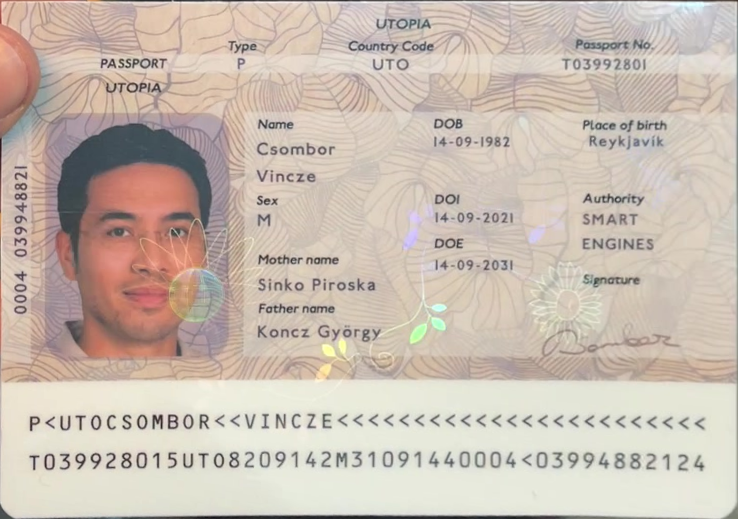 UTOPIA
Type Country Code Passport No.
PASSPORT P UTO T03992801
UTOPIA
Name DOB Place of birth
Csombor 14-09-1982 Reykjavík
Vincze
Sex DOI Authority
M 14-09-2021 SMART
DOE ENGINES
Mother name 14-09-2031 Signature
Sinko Piroska
Father name
Koncz György
0004 039948821
P<UTOCSOMBOR<<VINCZE<<<<<<<<<<<<<<<<<<<<<<<<
T039928015UTO8209142M31091440004<03994882124